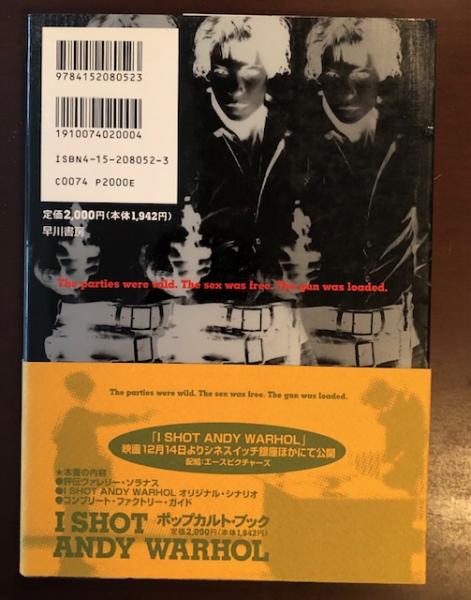 9784152080523
1910074020004
ISBN4-15-208052-3
C0074 P2000E
定価2,000円(本体1,942円)
早川書房
The parties were wild. The sex was free. The gun was loaded.
The parties were wild. The sex was free. The gun was loaded.
「I SHOT ANDY WARHOL」
映画12月14日よりシネスイッチ銀座ほかにて公開
配給:エースピクチャーズ
★本書の内容
●評伝ヴァレリー・ソラナス
●I SHOT ANDY WARHOL オリジナル・シナリオ
●コンプリート・ファクトリー・ガイド
I SHOT ポップカルト・ブック
定価2,000円(本体1,942円)
ANDY WARHOL